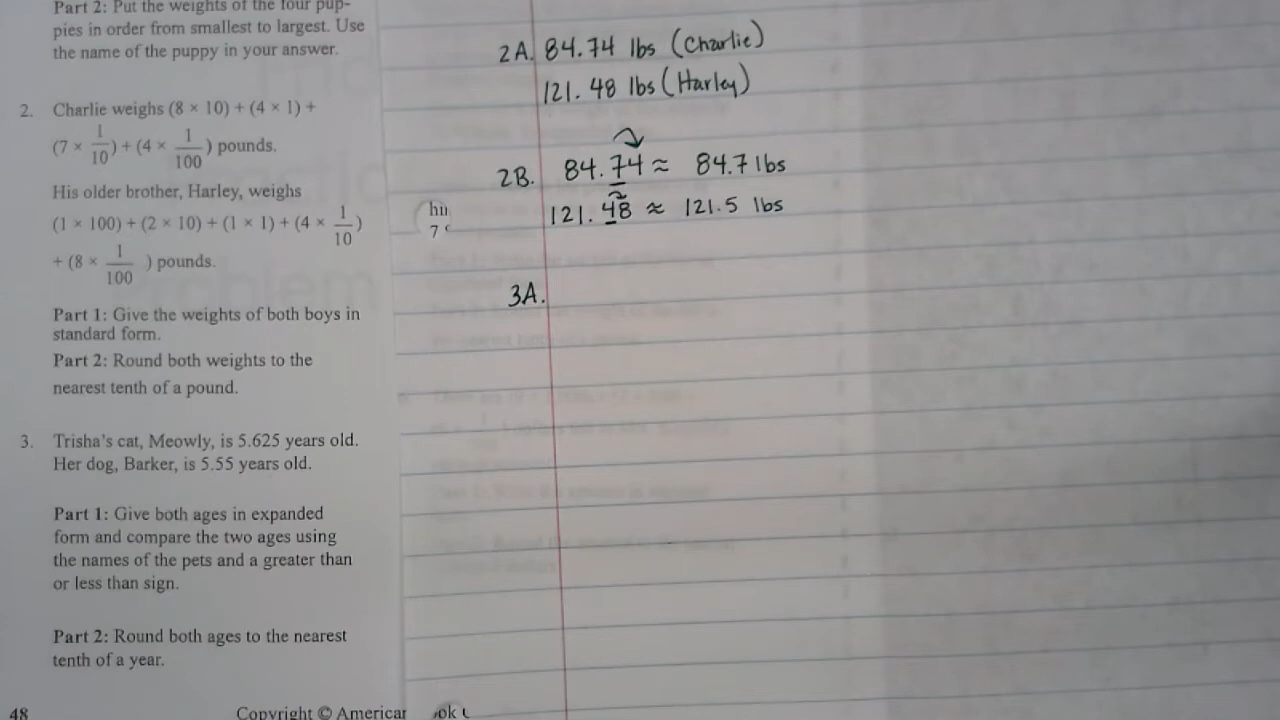 Part 2: Put the weights of the four pup-
pies in order from smallest to largest. Use
the name of the puppy in your answer.
2. Charlie weighs (8 × 10) + (4 × 1) +
(7 × 1/10) + (4 × 1/100) pounds.
His older brother, Harley, weighs
(1 × 100) + (2 × 10) + (1 × 1) + (4 × 1/10)
+ (8 × 1/100) pounds.
Part 1: Give the weights of both boys in
standard form.
Part 2: Round both weights to the
nearest tenth of a pound.
3. Trisha's cat, Meowly, is 5.625 years old.
Her dog, Barker, is 5.55 years old.
Part 1: Give both ages in expanded
form and compare the two ages using
the names of the pets and a greater than
or less than sign.
Part 2: Round both ages to the nearest
tenth of a year.
48 Copyright © American
2A. 84.74 lbs (Charlie)
121.48 lbs (Harley)
2B. 84.74 ≈ 84.7 lbs
121.48 ≈ 121.5 lbs
3A.